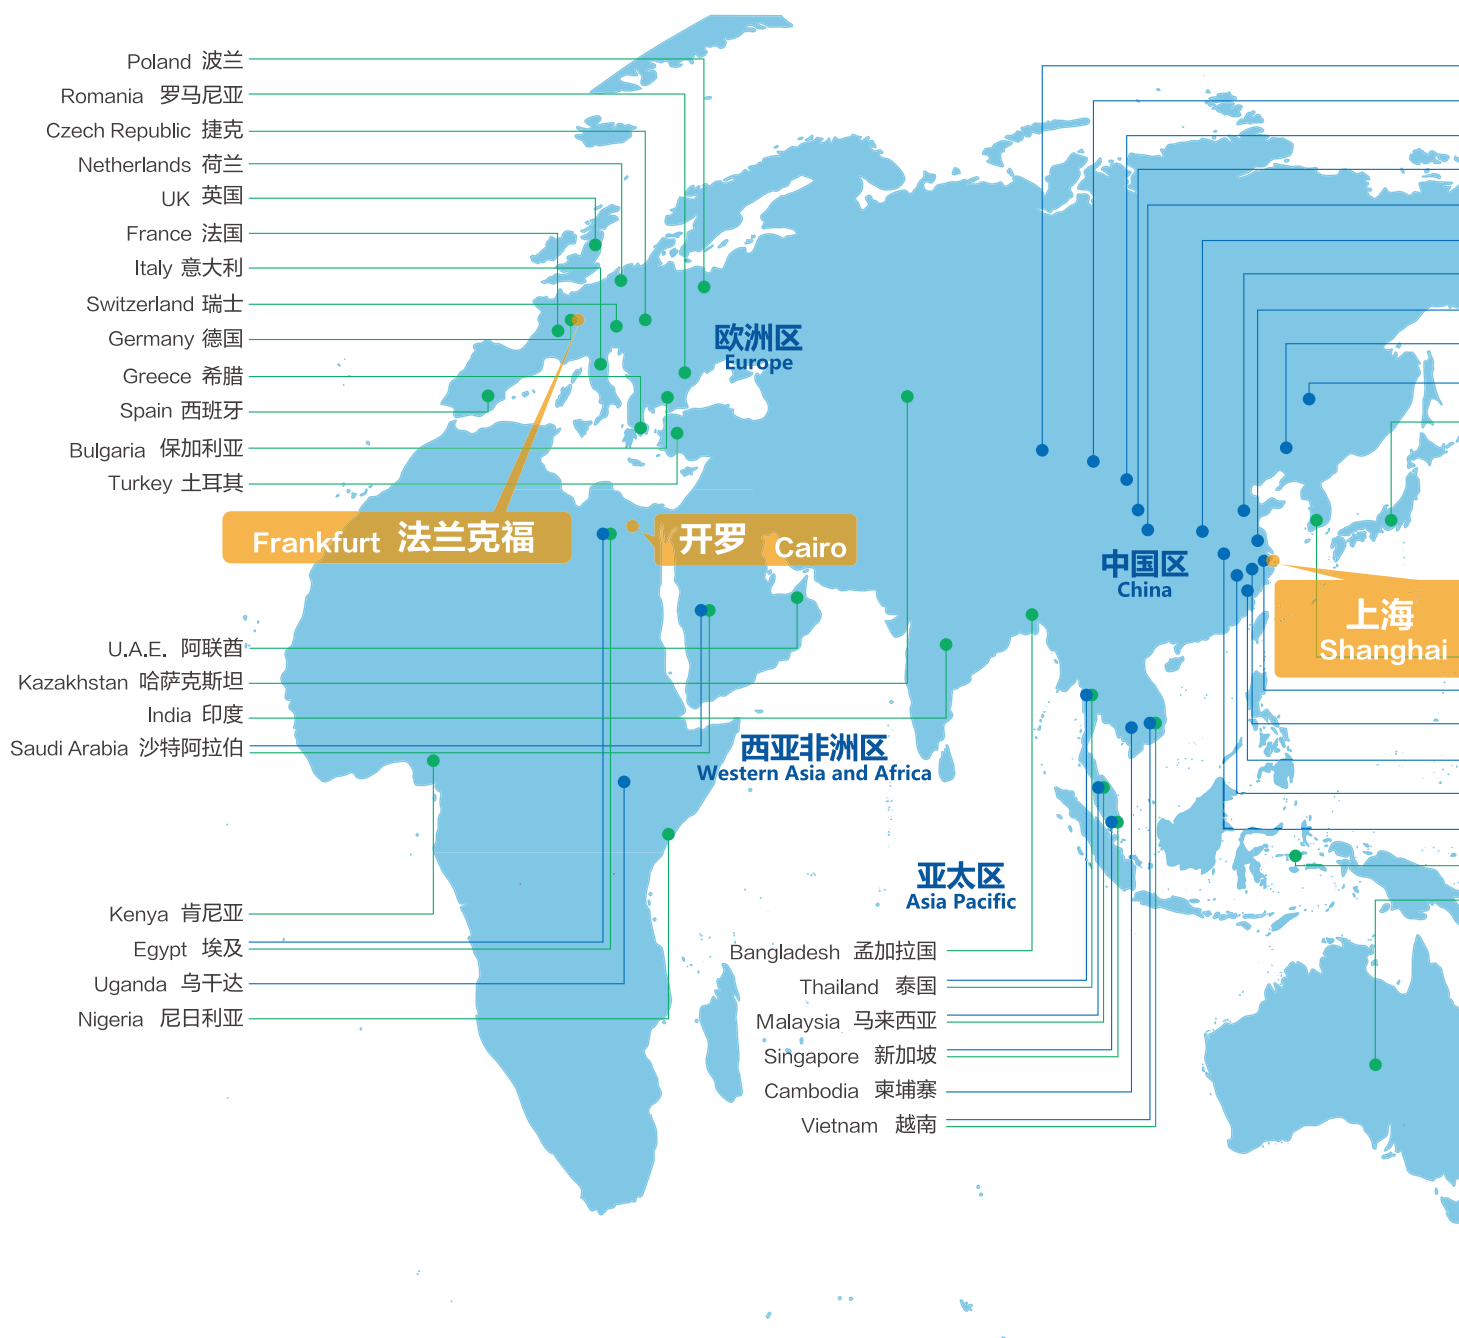 Poland 波兰
Romania 罗马尼亚
Czech Republic 捷克
Netherlands 荷兰
UK 英国
France 法国
Italy 意大利
Switzerland 瑞士
Germany 德国
Greece 希腊
Spain 西班牙
Bulgaria 保加利亚
Turkey 土耳其
欧洲区
Europe
Frankfurt 法兰克福
开罗 Cairo
中国区
China
上海
Shanghai
U.A.E. 阿联酋
Kazakhstan 哈萨克斯坦
India 印度
Saudi Arabia 沙特阿拉伯
西亚非洲区
Western Asia and Africa
亚太区
Asia Pacific
Kenya 肯尼亚
Egypt 埃及
Uganda 乌干达
Nigeria 尼日利亚
Bangladesh 孟加拉国
Thailand 泰国
Malaysia 马来西亚
Singapore 新加坡
Cambodia 柬埔寨
Vietnam 越南